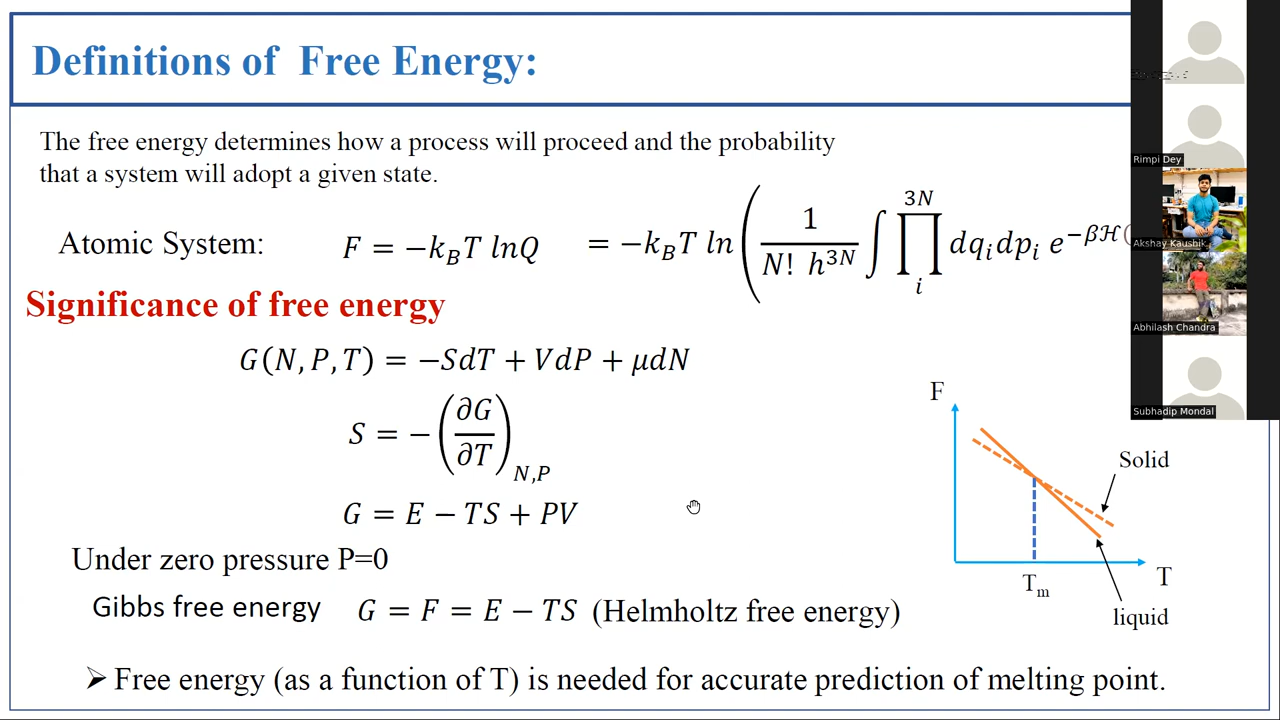 Definitions of Free Energy:
The free energy determines how a process will proceed and the probability
that a system will adopt a given state.
Atomic System: F = −k_BT lnQ = −k_BT ln(1/(N! h^{3N}) ∫ ∏_i^{3N} dq_i dp_i e^{−βℋ(
Significance of free energy
G(N, P, T) = −SdT + VdP + μdN
S = −(∂G/∂T)_{N,P}
G = E − TS + PV
Under zero pressure P=0
Gibbs free energy G = F = E − TS (Helmholtz free energy)
➢ Free energy (as a function of T) is needed for accurate prediction of melting point.
F
Solid
T
T_m
liquid
Rimpi Dey
Akshay Kaushik
Abhilash Chandra
Subhadip Mondal